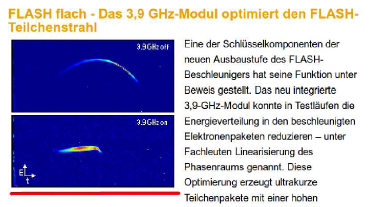 FLASH flach - Das 3,9 GHz-Modul optimiert den FLASH-
Teilchenstrahl
3.9GHz off
3.9GHz on
E
t
Eine der Schlüsselkomponenten der
neuen Ausbaustufe des FLASH-
Beschleunigers hat seine Funktion unter
Beweis gestellt. Das neu integrierte
3,9-GHz-Modul konnte in Testläufen die
Energieverteilung in den beschleunigten
Elektronenpaketen reduzieren – unter
Fachleuten Linearisierung des
Phasenraums genannt. Diese
Optimierung erzeugt ultrakurze
Teilchenpakete mit einer hohen